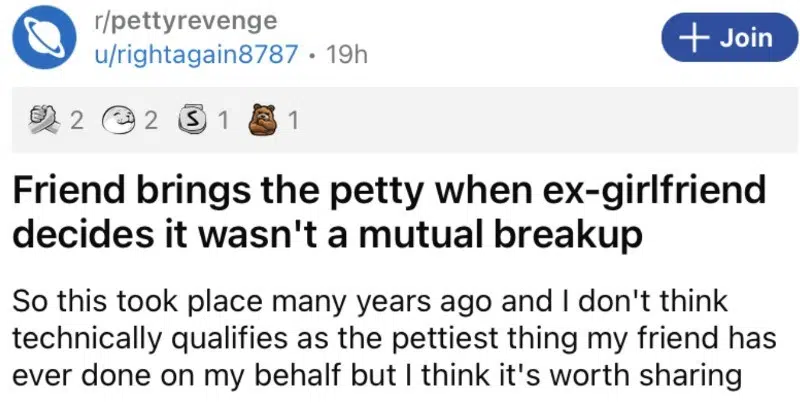 r/pettyrevenge
u/rightagain8787 • 19h
+ Join
2 2 S 1 1
Friend brings the petty when ex-girlfriend
decides it wasn't a mutual breakup
So this took place many years ago and I don't think
technically qualifies as the pettiest thing my friend has
ever done on my behalf but I think it's worth sharing